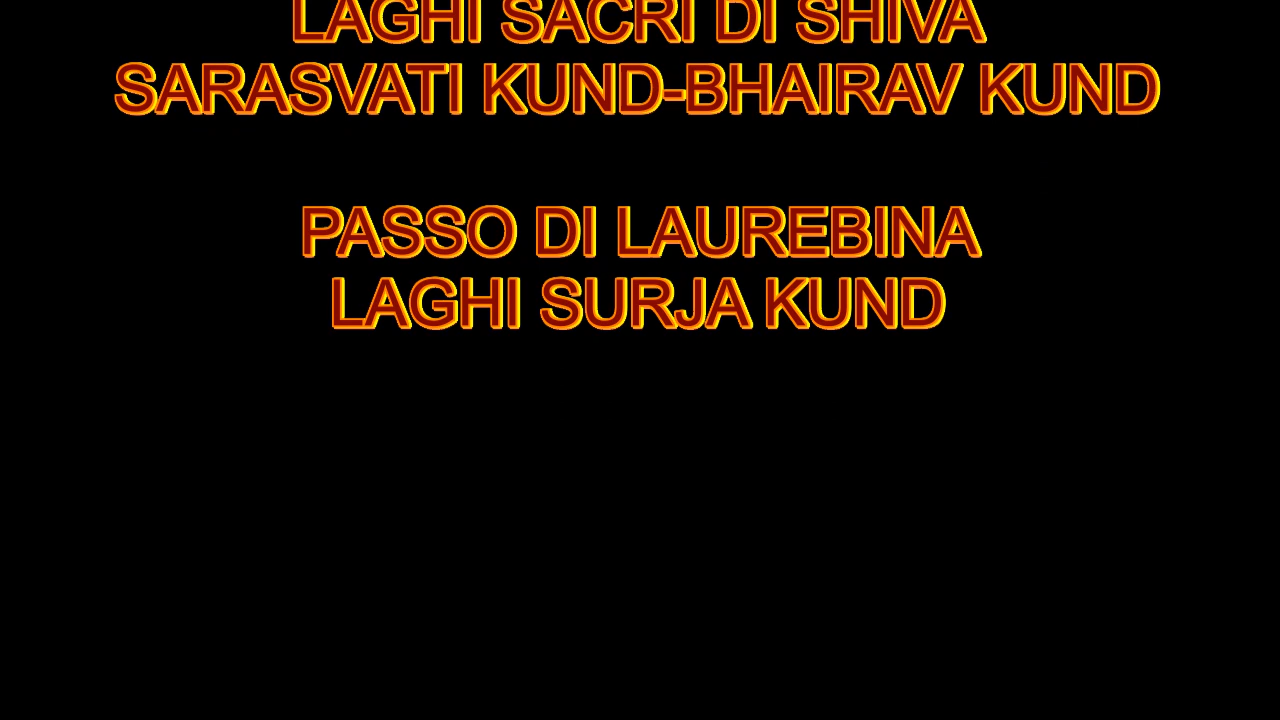 LAGHI SACRI DI SHIVA
SARASVATI KUND-BHAIRAV KUND
PASSO DI LAUREBINA
LAGHI SURJA KUND